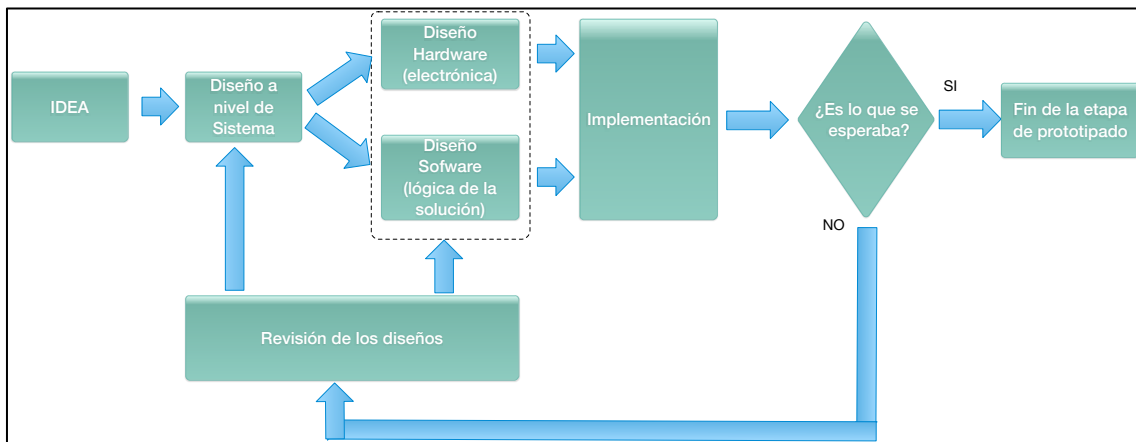 IDEA
Diseño a
nivel de
Sistema
Diseño
Hardware
(electrónica)
Diseño
Sofware
(lógica de la
solución)
Implementación
¿Es lo que se
esperaba?
SI
Fin de la etapa
de prototipado
NO
Revisión de los diseños